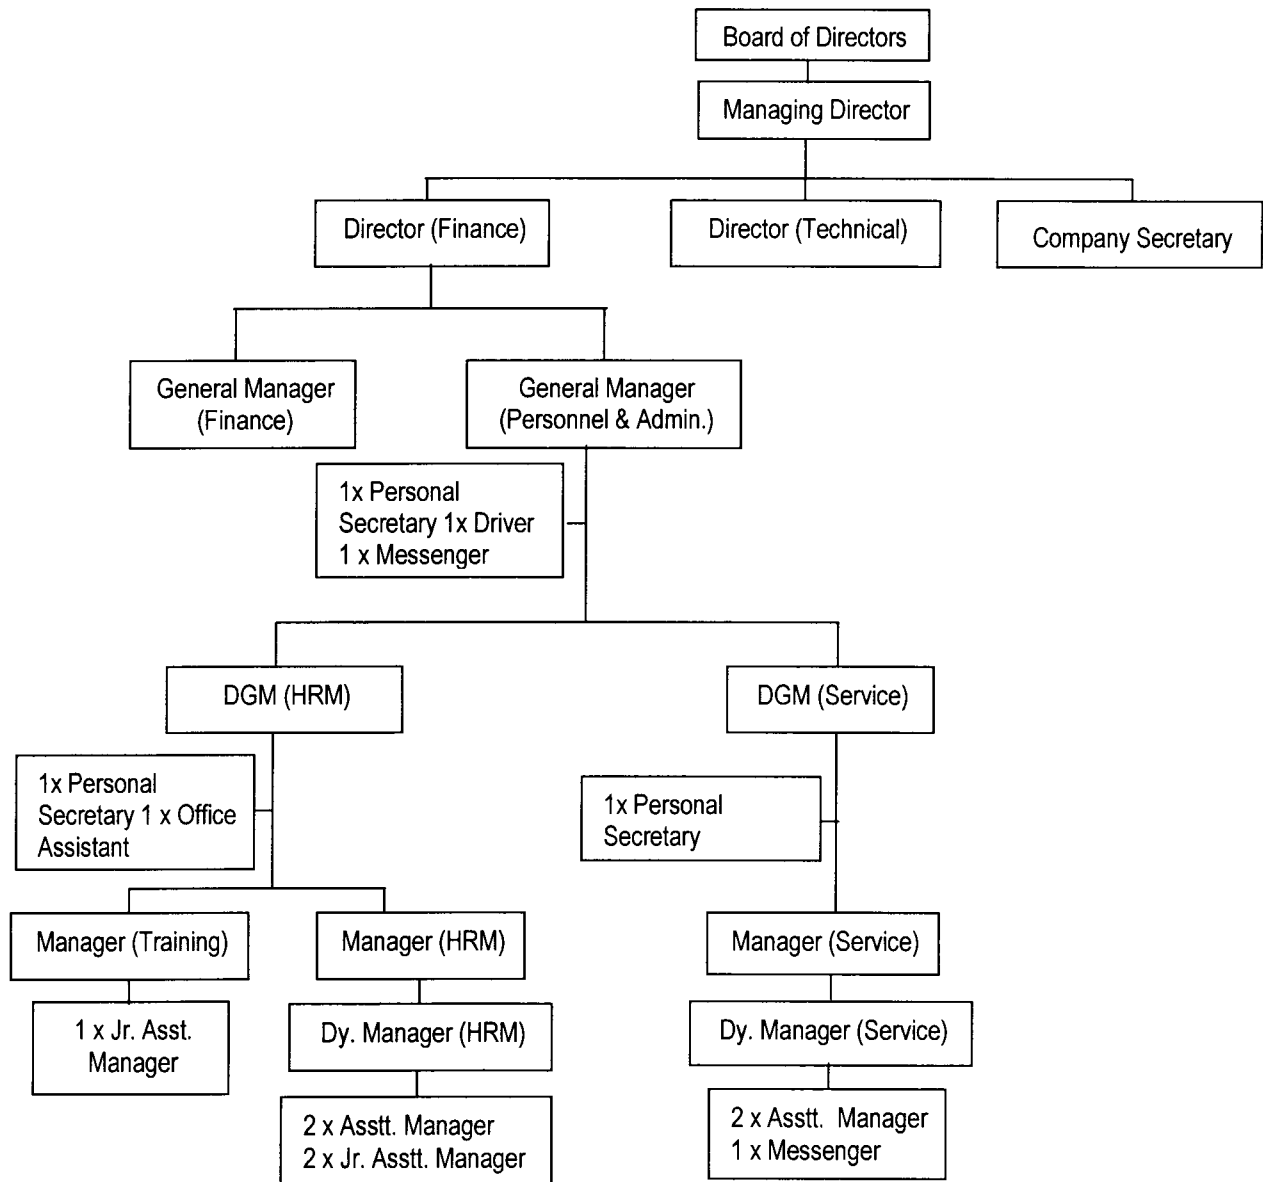 Board of Directors
Managing Director
Director (Finance)
Director (Technical)
Company Secretary
General Manager
(Finance)
General Manager
(Personnel & Admin.)
1x Personal
Secretary 1x Driver
1 x Messenger
DGM (HRM)
DGM (Service)
1x Personal
Secretary 1 x Office
Assistant
1x Personal
Secretary
Manager (Training)
Manager (HRM)
Manager (Service)
1 x Jr. Asst.
Manager
Dy. Manager (HRM)
Dy. Manager (Service)
2 x Asstt. Manager
2 x Jr. Asstt. Manager
2 x Asstt. Manager
1 x Messenger